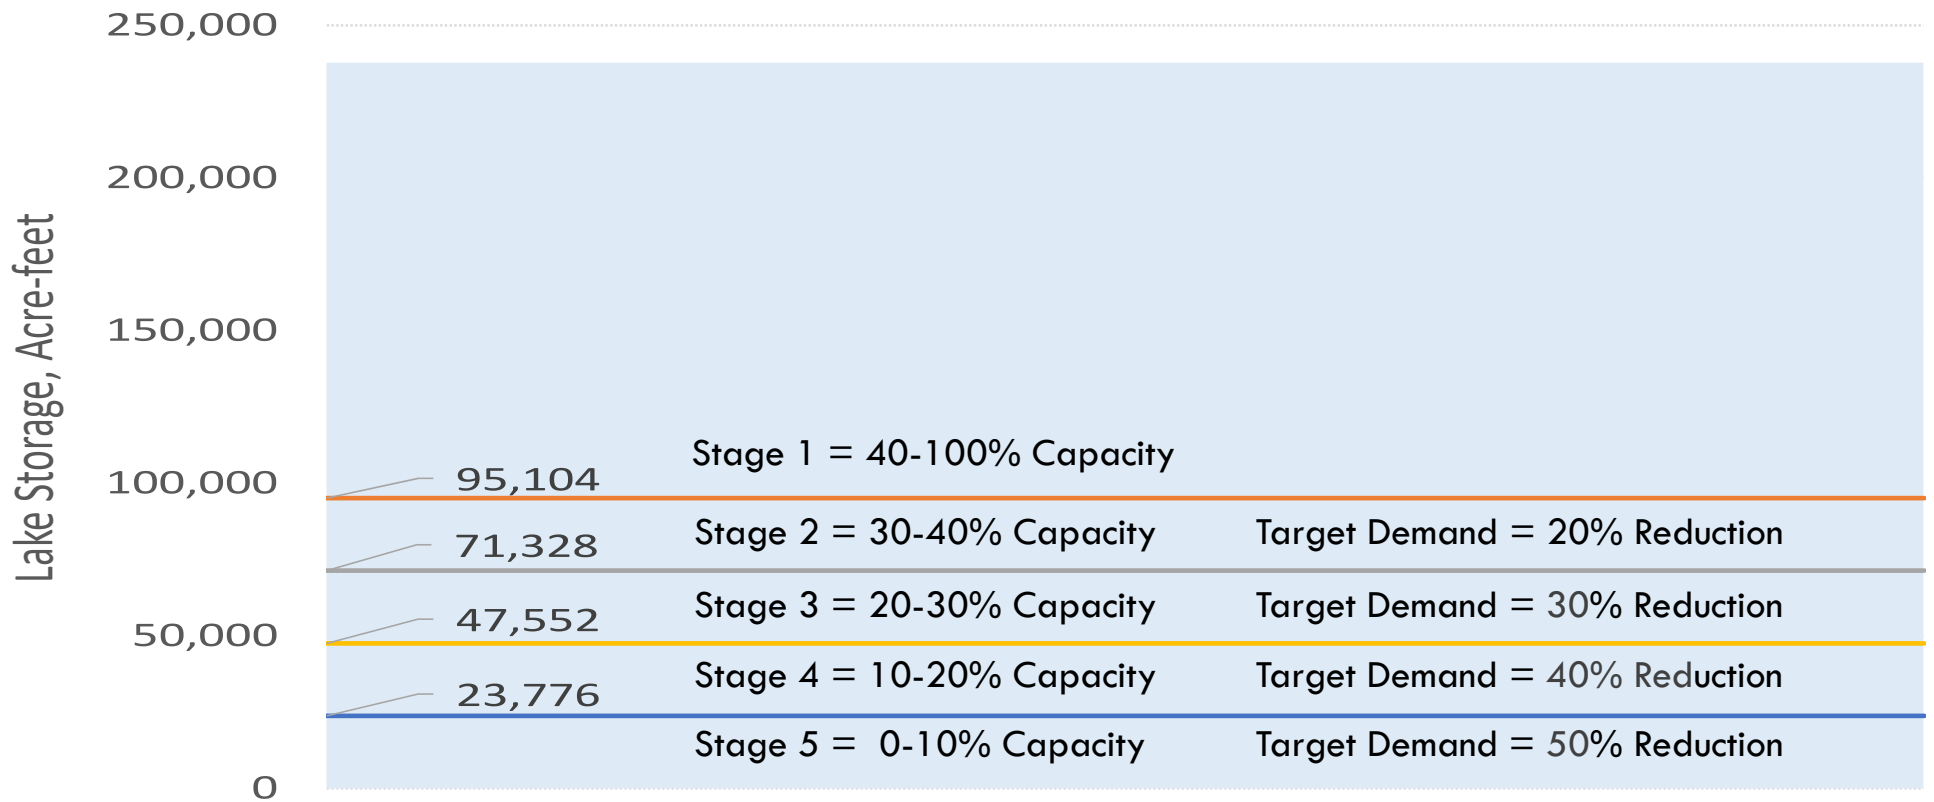 Lake Storage, Acre-feet
250,000
200,000
150,000
100,000
50,000
0
95,104
71,328
47,552
23,776
Stage 1 = 40-100% Capacity
Stage 2 = 30-40% Capacity Target Demand = 20% Reduction
Stage 3 = 20-30% Capacity Target Demand = 30% Reduction
Stage 4 = 10-20% Capacity Target Demand = 40% Reduction
Stage 5 = 0-10% Capacity Target Demand = 50% Reduction